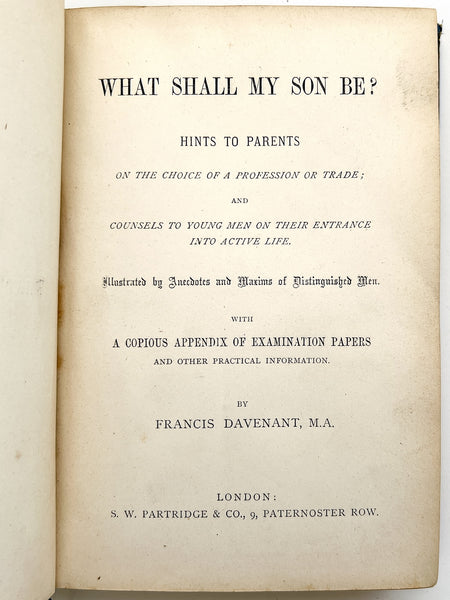 WHAT SHALL MY SON BE?
HINTS TO PARENTS
ON THE CHOICE OF A PROFESSION OR TRADE;
AND
COUNSELS TO YOUNG MEN ON THEIR ENTRANCE
INTO ACTIVE LIFE.
Illustrated by Anecdotes and Maxims of Distinguished Men.
WITH
A COPIOUS APPENDIX OF EXAMINATION PAPERS
AND OTHER PRACTICAL INFORMATION.
BY
FRANCIS DAVENANT, M.A.
LONDON:
S. W. PARTRIDGE & CO., 9, PATERNOSTER ROW.